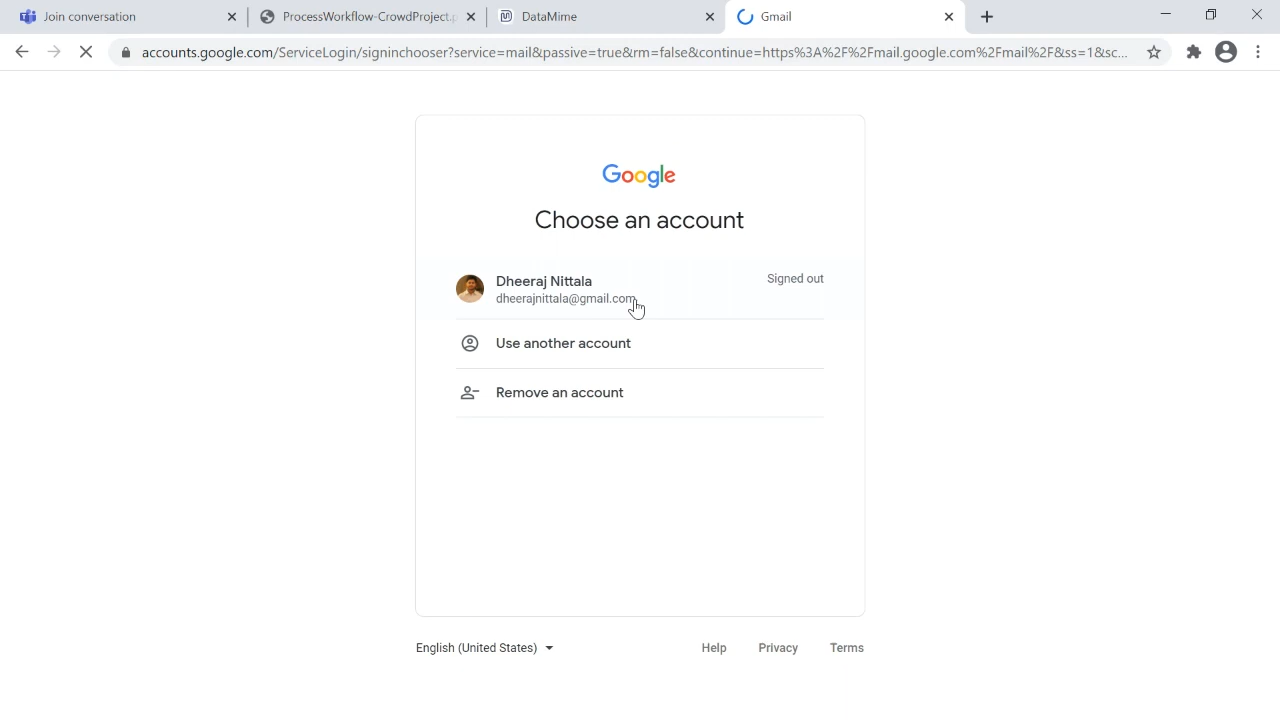 Join conversation
ProcessWorkflow-CrowdProject.p
DataMime
Gmail
accounts.google.com/ServiceLogin/signinchooser?service=mail&passive=true&rm=false&continue=https%3A%2F%2Fmail.google.com%2Fmail%2F&ss=1&sc...
Google
Choose an account
Dheeraj Nittala
Signed out
dheerajnittala@gmail.com
Use another account
Remove an account
English (United States)
Help
Privacy
Terms